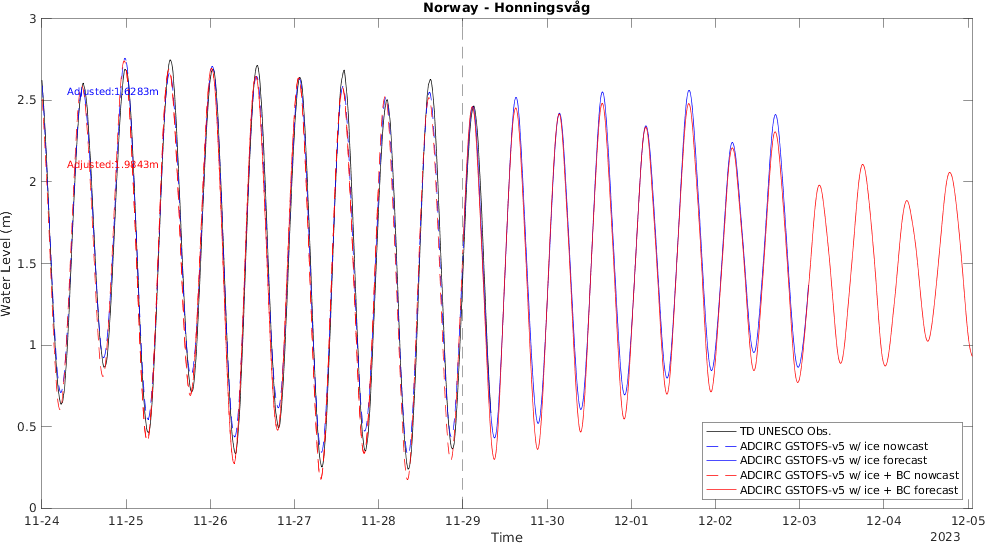 Norway - Honningsvåg
3
2.5
2
1.5
1
0.5
0
Water Level (m)
Adjusted:1.6283m
Adjusted:1.9843m
TD UNESCO Obs.
ADCIRC GSTOFS-v5 w/ ice nowcast
ADCIRC GSTOFS-v5 w/ ice forecast
ADCIRC GSTOFS-v5 w/ ice + BC nowcast
ADCIRC GSTOFS-v5 w/ ice + BC forecast
11-24 11-25 11-26 11-27 11-28 11-29 11-30 12-01 12-02 12-03 12-04 12-05
Time
2023